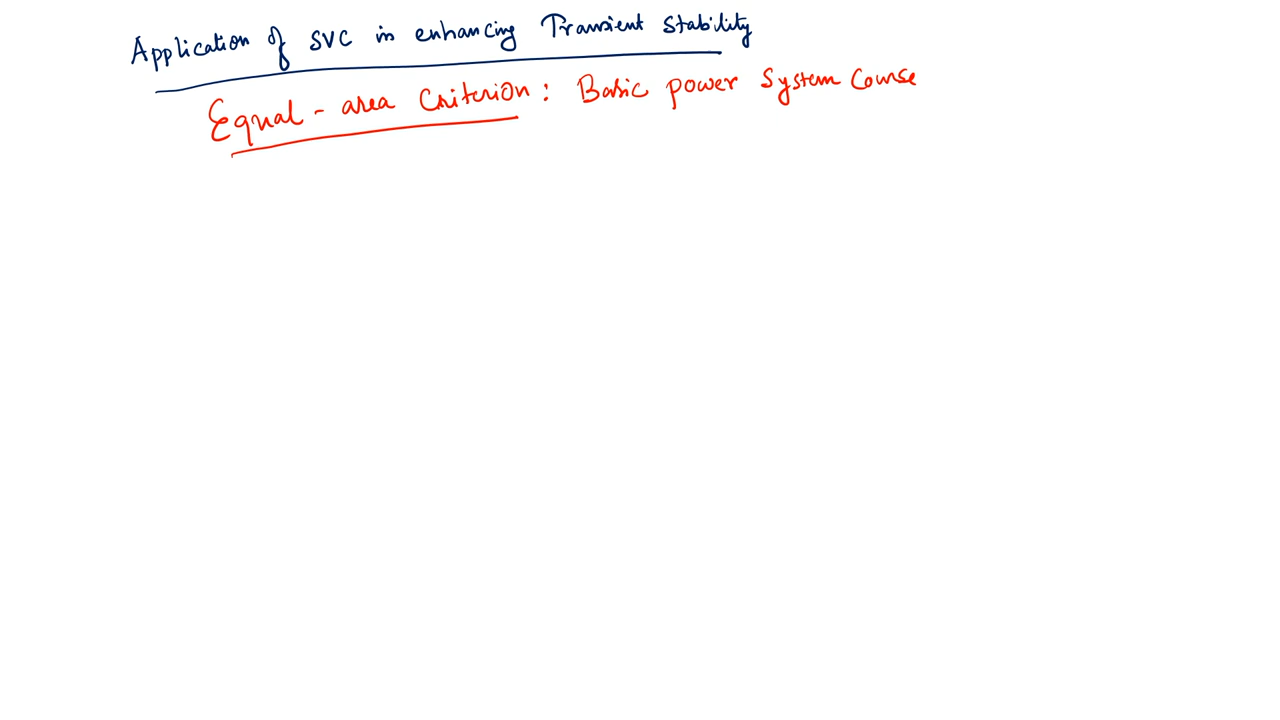 Application of SVC in enhancing Transient Stability
Equal-area Criterion: Basic power System Course